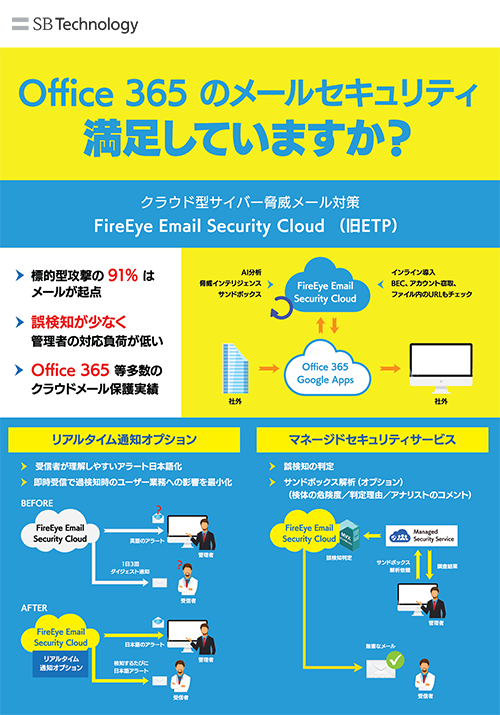 SB Technology
Office 365 のメールセキュリティ
満足していますか?
クラウド型サイバー脅威メール対策
FireEye Email Security Cloud （旧ETP）
標的型攻撃の 91% は
メールが起点
誤検知が少なく
管理者の対応負荷が低い
Office 365 等多数の
クラウドメール保護実績
AI分析
脅威インテリジェンス
サンドボックス
FireEye Email
Security Cloud
インライン導入
BEC、アカウント窃取、
ファイル内のURLもチェック
Office 365
Google Apps
社外
社外
リアルタイム通知オプション
受信者が理解しやすいアラート日本語化
即時受信で過検知時のユーザー業務への影響を最小化
BEFORE
FireEye Email
Security Cloud
英語のアラート
管理者
1日3回
ダイジェスト通知
受信者
AFTER
FireEye Email
Security Cloud
リアルタイム
通知オプション
日本語のアラート
管理者
検知するたびに
日本語アラート
受信者
マネージドセキュリティサービス
誤検知の判定
サンドボックス解析（オプション）
（検体の危険度／判定理由／アナリストのコメント）
FireEye Email
Security Cloud
誤検知判定
Managed
Security Service
サンドボックス
解析依頼
調査結果
管理者
無害なメール
受信者